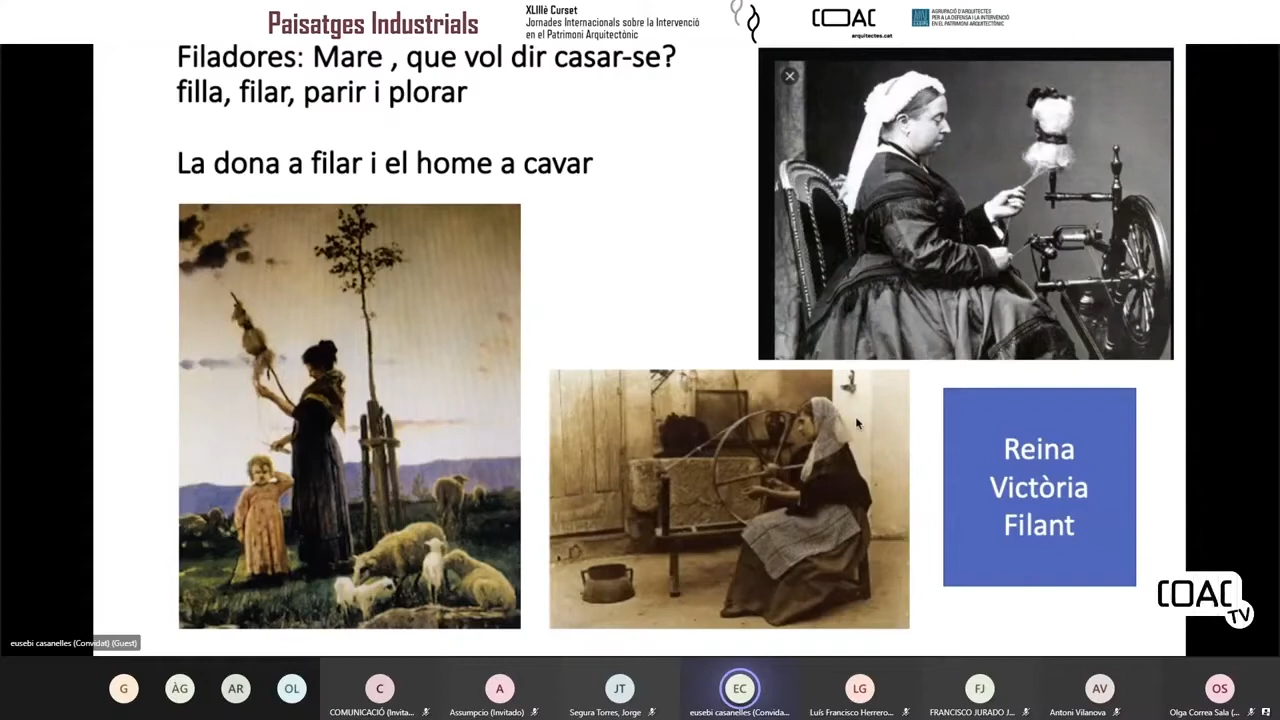 Paisatges Industrials
XLIIIè Curset
Jornades Internacionals sobre la Intervenció
en el Patrimoni Arquitectònic
COAC
arquitectes.cat
AGRUPACIÓ D'ARQUITECTES
PER A LA DEFENSA I LA INTERVENCIÓ
EN EL PATRIMONI ARQUITECTÒNIC
Filadores: Mare , que vol dir casar-se?
filla, filar, parir i plorar
La dona a filar i el home a cavar
Reina
Victòria
Filant
COAC
TV
eusebi casanelles (Convidat) (Guest)
G
ÀG
AR
OL
C
COMUNICACIÓ (Invita...
A
Assumpcio (Invitado)
JT
Segura Torres, Jorge
EC
eusebi casanelles (Convida...
LG
Luís Francisco Herrero...
FJ
FRANCISCO JURADO J...
AV
Antoni Vilanova
OS
Olga Correa Sala (...